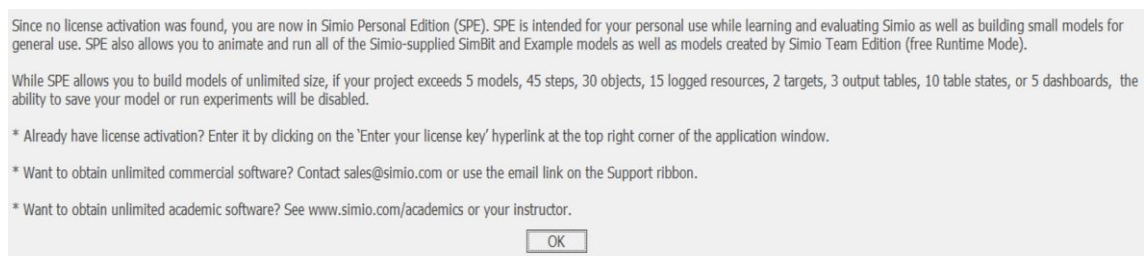 Since no license activation was found, you are now in Simio Personal Edition (SPE). SPE is intended for your personal use while learning and evaluating Simio as well as building small models for
general use. SPE also allows you to animate and run all of the Simio-supplied SimBit and Example models as well as models created by Simio Team Edition (free Runtime Mode).
While SPE allows you to build models of unlimited size, if your project exceeds 5 models, 45 steps, 30 objects, 15 logged resources, 2 targets, 3 output tables, 10 table states, or 5 dashboards, the
ability to save your model or run experiments will be disabled.
* Already have license activation? Enter it by clicking on the 'Enter your license key' hyperlink at the top right corner of the application window.
* Want to obtain unlimited commercial software? Contact sales@simio.com or use the email link on the Support ribbon.
* Want to obtain unlimited academic software? See www.simio.com/academics or your instructor.
OK